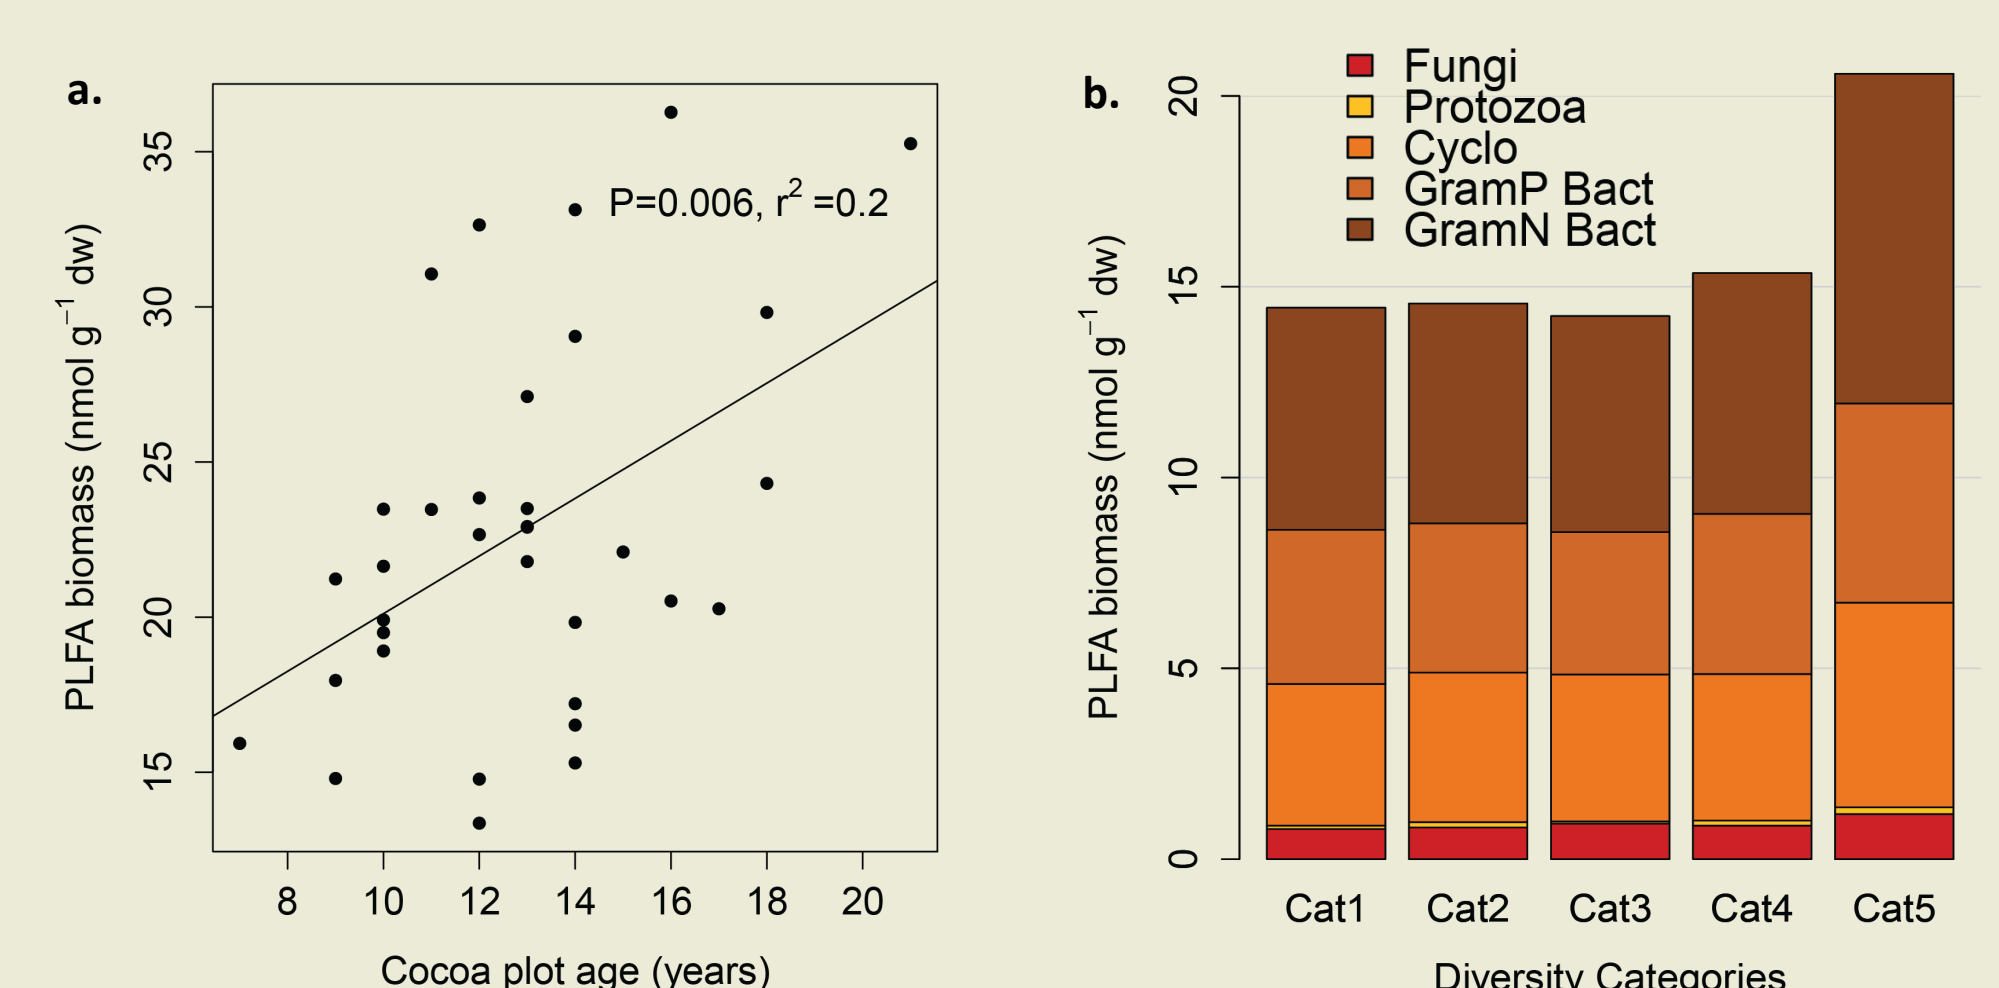 a.
35
30
25
20
15
PLFA biomass (nmol g⁻¹ dw)
P=0.006, r² =0.2
8 10 12 14 16 18 20
Cocoa plot age (years)
b.
Fungi
Protozoa
Cyclo
GramP Bact
GramN Bact
20
15
10
5
0
PLFA biomass (nmol g⁻¹ dw)
Cat1 Cat2 Cat3 Cat4 Cat5
Diversity Categories